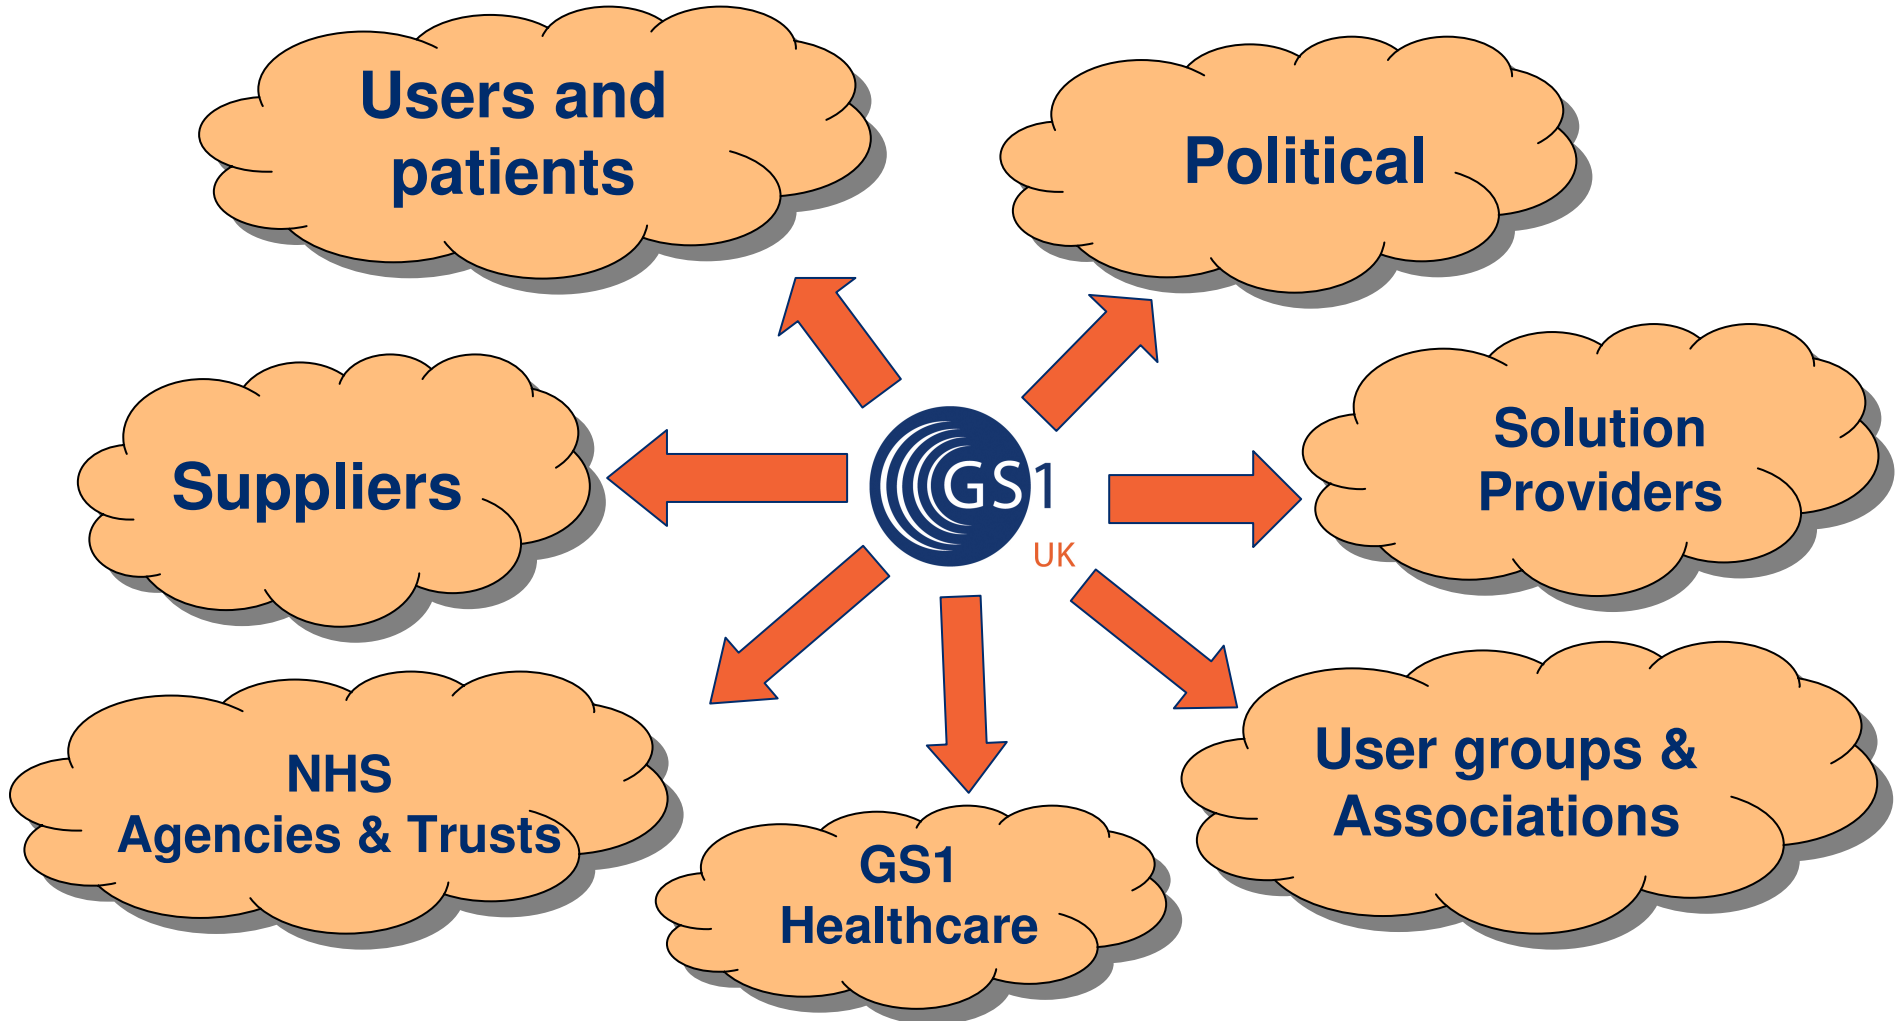 Users and
patients
Political
Suppliers
Solution
Providers
GS1
UK
NHS
Agencies & Trusts
GS1
Healthcare
User groups &
Associations